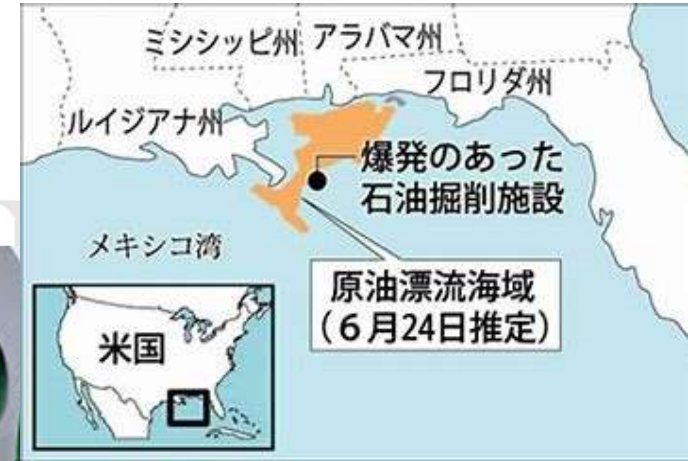 ミシシッピ州
アラバマ州
フロリダ州
ルイジアナ州
爆発のあった
石油掘削施設
メキシコ湾
原油漂流海域
（６月24日推定）
米国